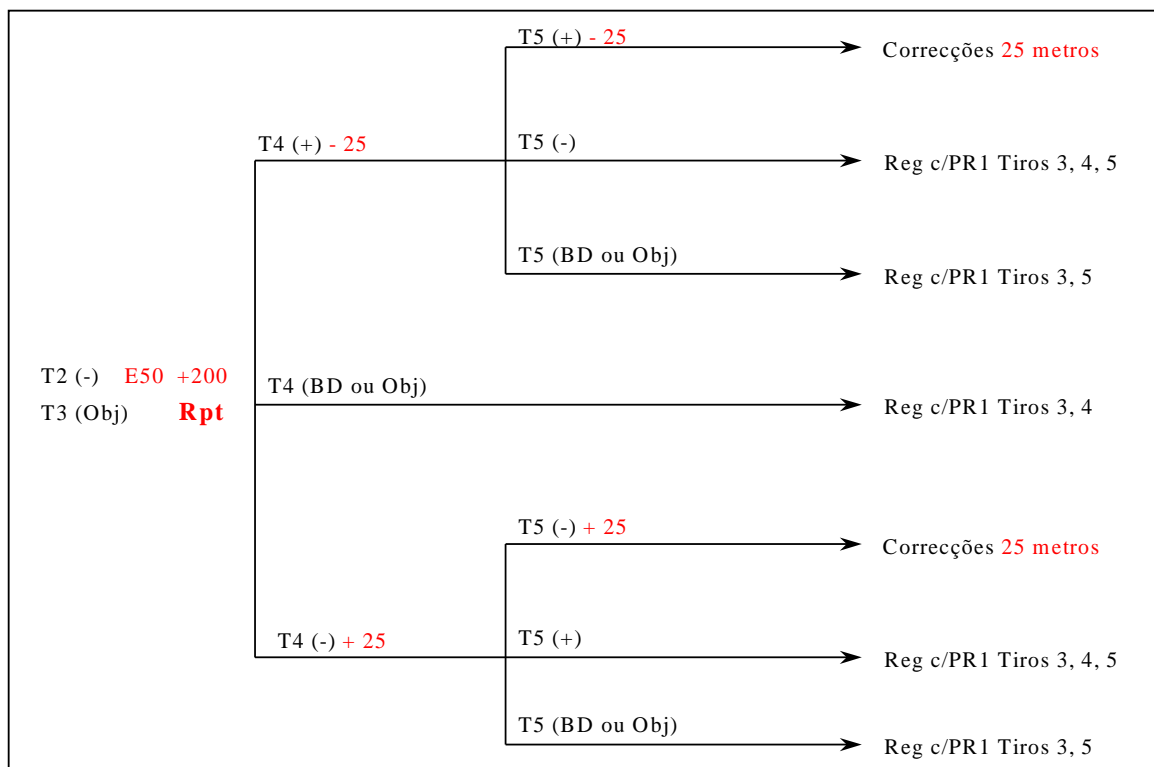 T5 (+) - 25
Correcções 25 metros
T4 (+) - 25
T5 (-)
Reg c/PR1 Tiros 3, 4, 5
T5 (BD ou Obj)
Reg c/PR1 Tiros 3, 5
T2 (-) E50 +200
T3 (Obj) Rpt
T4 (BD ou Obj)
Reg c/PR1 Tiros 3, 4
T5 (-) + 25
Correcções 25 metros
T4 (-) + 25
T5 (+)
Reg c/PR1 Tiros 3, 4, 5
T5 (BD ou Obj)
Reg c/PR1 Tiros 3, 5